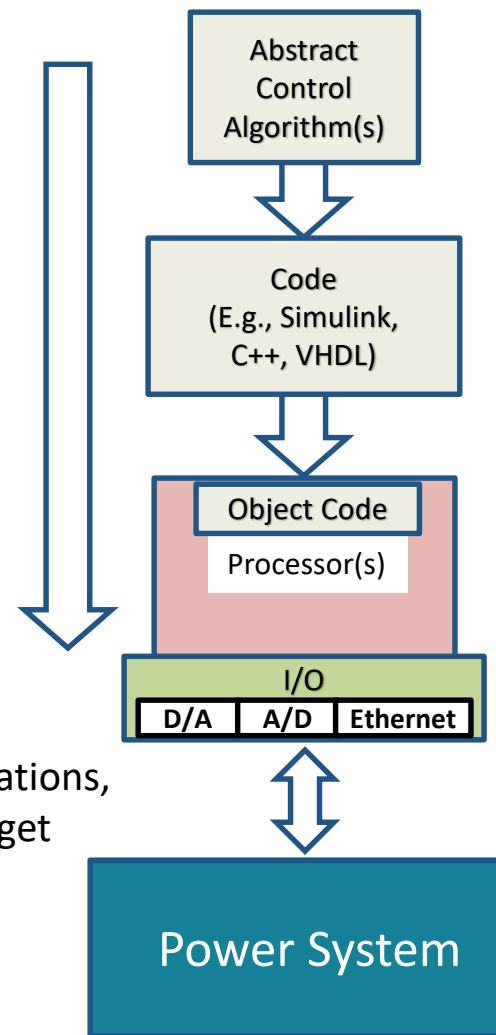 Abstract
Control
Algorithm(s)
Code
(E.g., Simulink,
C++, VHDL)
Object Code
Processor(s)
I/O
D/A A/D Ethernet
ations,
get
Power System